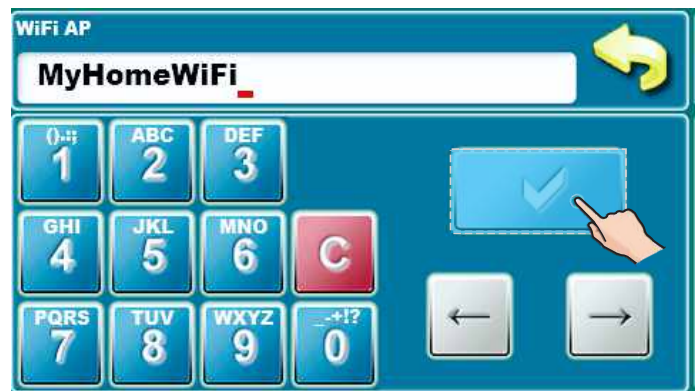 WiFi AP
MyHomeWiFi_
().:;
1
ABC
2
DEF
3
GHI
4
JKL
5
MNO
6
C
PQRS
7
TUV
8
WXYZ
9
_-+!?
0
← →